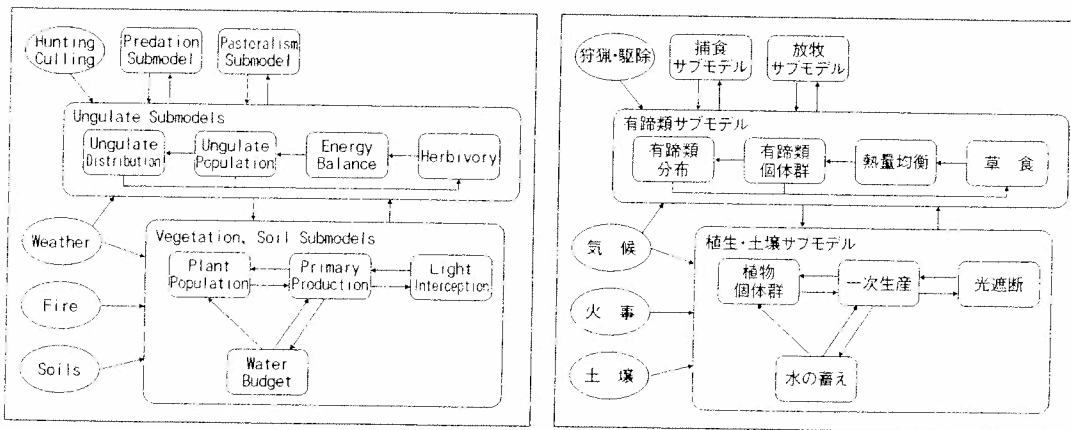 Hunting
Culling
Predation
Submodel
Pastoralism
Submodel
Ungulate Submodels
Ungulate
Distribution
Ungulate
Population
Energy
Balance
Herbivory
Weather
Fire
Soils
Vegetation, Soil Submodels
Plant
Population
Primary
Production
Light
Interception
Water
Budget
狩猟・駆除
捕食
サブモデル
放牧
サブモデル
有蹄類サブモデル
有蹄類
分布
有蹄類
個体群
熱量均衡
草 食
気 候
火 事
土 壌
植生・土壌サブモデル
植物
個体群
一次生産
光遮断
水の蓄え